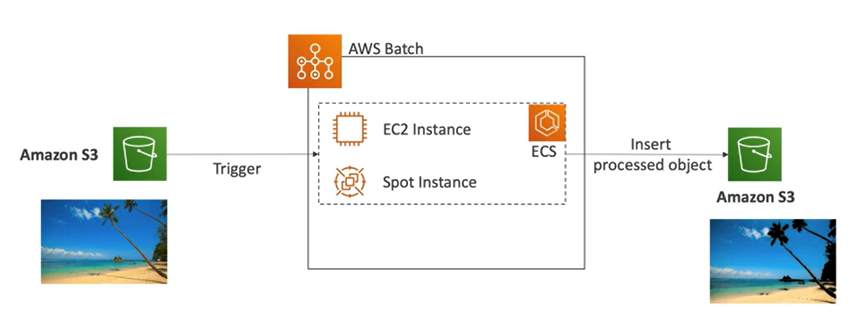 AWS Batch
EC2 Instance
ECS
Spot Instance
Amazon S3
Trigger
Insert
processed object
Amazon S3